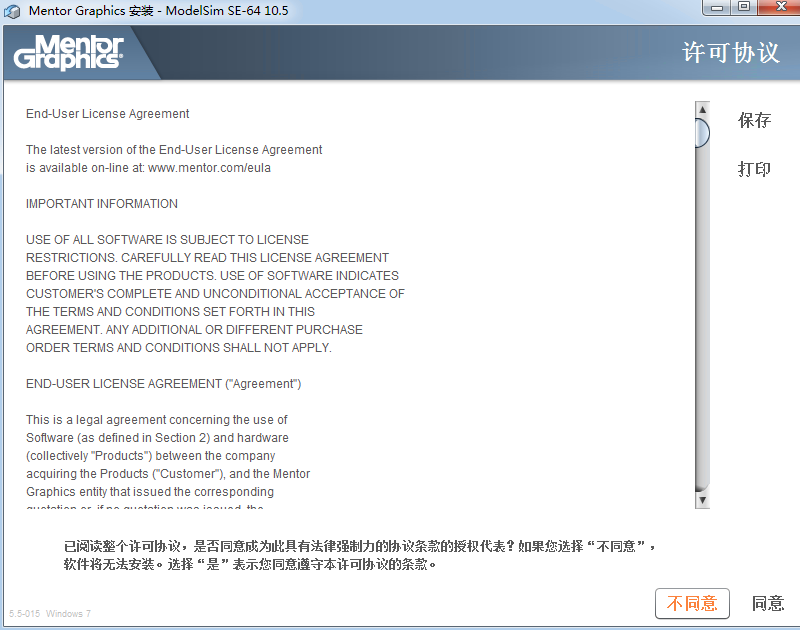 Mentor Graphics 安装 - ModelSim SE-64 10.5
Mentor
Graphics®
许可协议
End-User License Agreement
保存
The latest version of the End-User License Agreement
is available on-line at: www.mentor.com/eula
打印
IMPORTANT INFORMATION
USE OF ALL SOFTWARE IS SUBJECT TO LICENSE
RESTRICTIONS. CAREFULLY READ THIS LICENSE AGREEMENT
BEFORE USING THE PRODUCTS. USE OF SOFTWARE INDICATES
CUSTOMER'S COMPLETE AND UNCONDITIONAL ACCEPTANCE OF
THE TERMS AND CONDITIONS SET FORTH IN THIS
AGREEMENT. ANY ADDITIONAL OR DIFFERENT PURCHASE
ORDER TERMS AND CONDITIONS SHALL NOT APPLY.
END-USER LICENSE AGREEMENT ("Agreement")
This is a legal agreement concerning the use of
Software (as defined in Section 2) and hardware
(collectively "Products") between the company
acquiring the Products ("Customer"), and the Mentor
Graphics entity that issued the corresponding
quotation or, if no quotation was issued, the
已阅读整个许可协议，是否同意成为此具有法律强制力的协议条款的授权代表？如果您选择“不同意”，
软件将无法安装。选择“是”表示您同意遵守本许可协议的条款。
不同意 同意
5.5-015 Windows 7